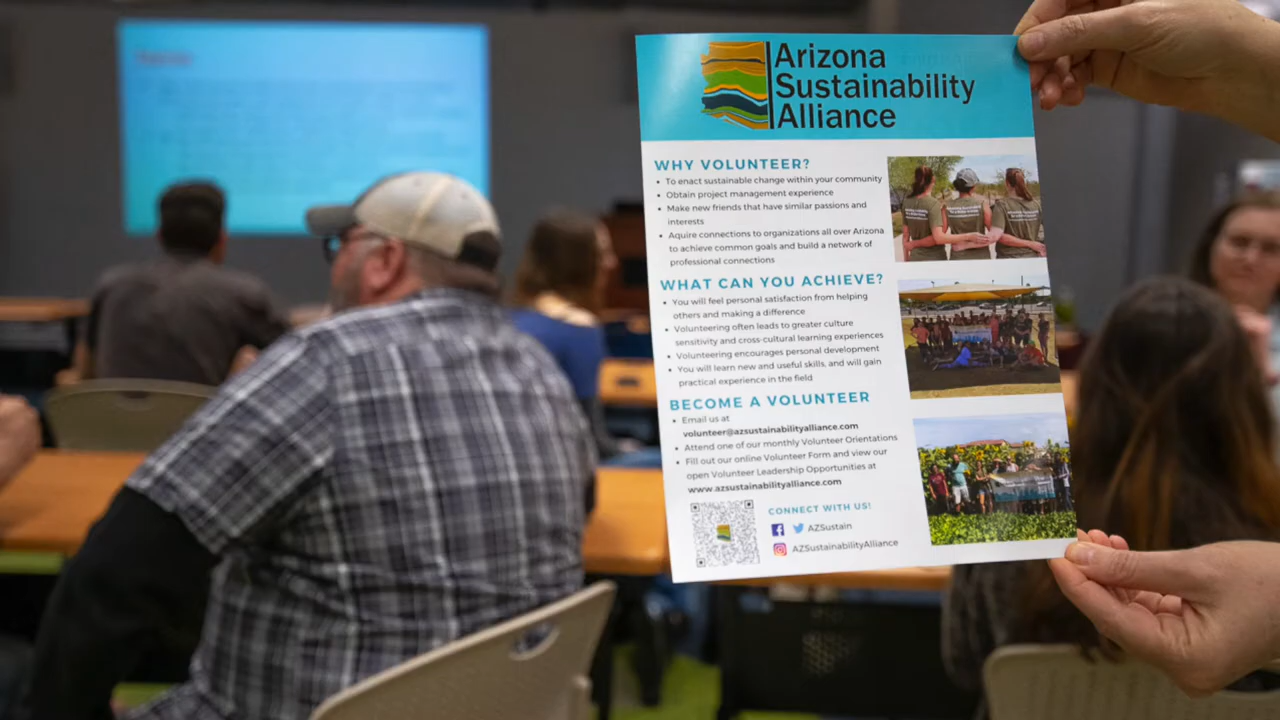 Arizona
Sustainability
Alliance
WHY VOLUNTEER?
• To enact sustainable change within your community
• Obtain project management experience
• Make new friends that have similar passions and
interests
• Aquire connections to organizations all over Arizona
to achieve common goals and build a network of
professional connections
WHAT CAN YOU ACHIEVE?
• You will feel personal satisfaction from helping
others and making a difference
• Volunteering often leads to greater culture
sensitivity and cross-cultural learning experiences
• Volunteering encourages personal development
• You will learn new and useful skills, and will gain
practical experience in the field
BECOME A VOLUNTEER
• Email us at
volunteer@azsustainabilityalliance.com
• Attend one of our monthly Volunteer Orientations
• Fill out our online Volunteer Form and view our
open Volunteer Leadership Opportunities at
www.azsustainabilityalliance.com
CONNECT WITH US!
AZSustain
AZSustainabilityAlliance